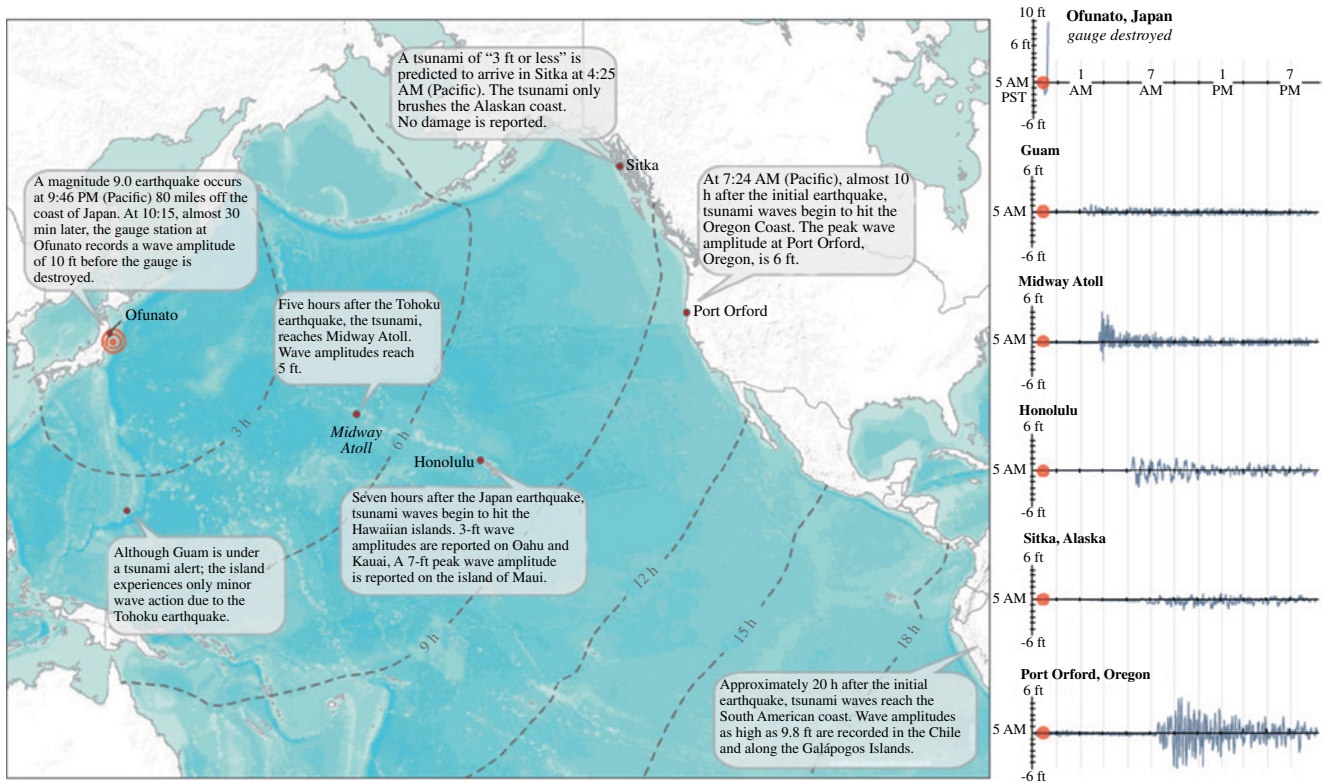 A tsunami of “3 ft or less” is
predicted to arrive in Sitka at 4:25
AM (Pacific). The tsunami only
brushes the Alaskan coast.
No damage is reported.
Sitka
A magnitude 9.0 earthquake occurs
at 9:46 PM (Pacific) 80 miles off the
coast of Japan. At 10:15, almost 30
min later, the gauge station at
Ofunato records a wave amplitude
of 10 ft before the gauge is
destroyed.
At 7:24 AM (Pacific), almost 10
h after the initial earthquake,
tsunami waves begin to hit the
Oregon Coast. The peak wave
amplitude at Port Orford,
Oregon, is 6 ft.
Ofunato
Port Orford
Five hours after the Tohoku
earthquake, the tsunami,
reaches Midway Atoll.
Wave amplitudes reach
5 ft.
3 h
Midway
Atoll
6 h
Honolulu
Seven hours after the Japan earthquake,
tsunami waves begin to hit the
Hawaiian islands. 3-ft wave
amplitudes are reported on Oahu and
Kauai, A 7-ft peak wave amplitude
is reported on the island of Maui.
Although Guam is under
a tsunami alert; the island
experiences only minor
wave action due to the
Tohoku earthquake.
9 h
12 h
15 h
18 h
Approximately 20 h after the initial
earthquake, tsunami waves reach the
South American coast. Wave amplitudes
as high as 9.8 ft are recorded in the Chile
and along the Galápogos Islands.
10 ft
Ofunato, Japan
gauge destroyed
6 ft
5 AM
PST
1
AM
7
AM
1
PM
7
PM
-6 ft
Guam
6 ft
5 AM
-6 ft
Midway Atoll
6 ft
5 AM
-6 ft
Honolulu
6 ft
5 AM
-6 ft
Sitka, Alaska
6 ft
5 AM
-6 ft
Port Orford, Oregon
6 ft
5 AM
-6 ft